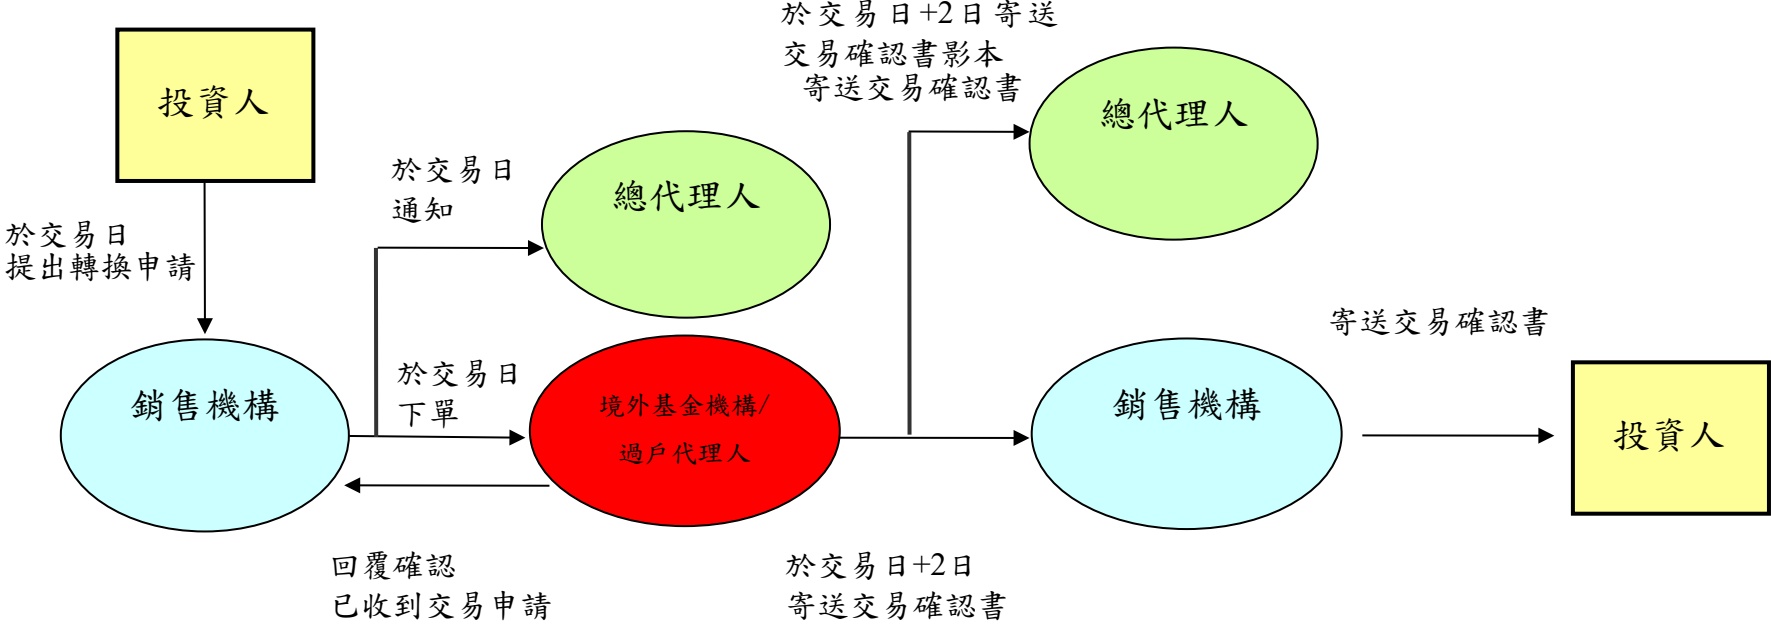 於交易日+2日寄送
交易確認書影本
寄送交易確認書
投資人
總代理人
於交易日
通知
總代理人
於交易日
提出轉換申請
寄送交易確認書
於交易日
下單
銷售機構
境外基金機構/
過戶代理人
銷售機構
投資人
回覆確認
已收到交易申請
於交易日+2日
寄送交易確認書